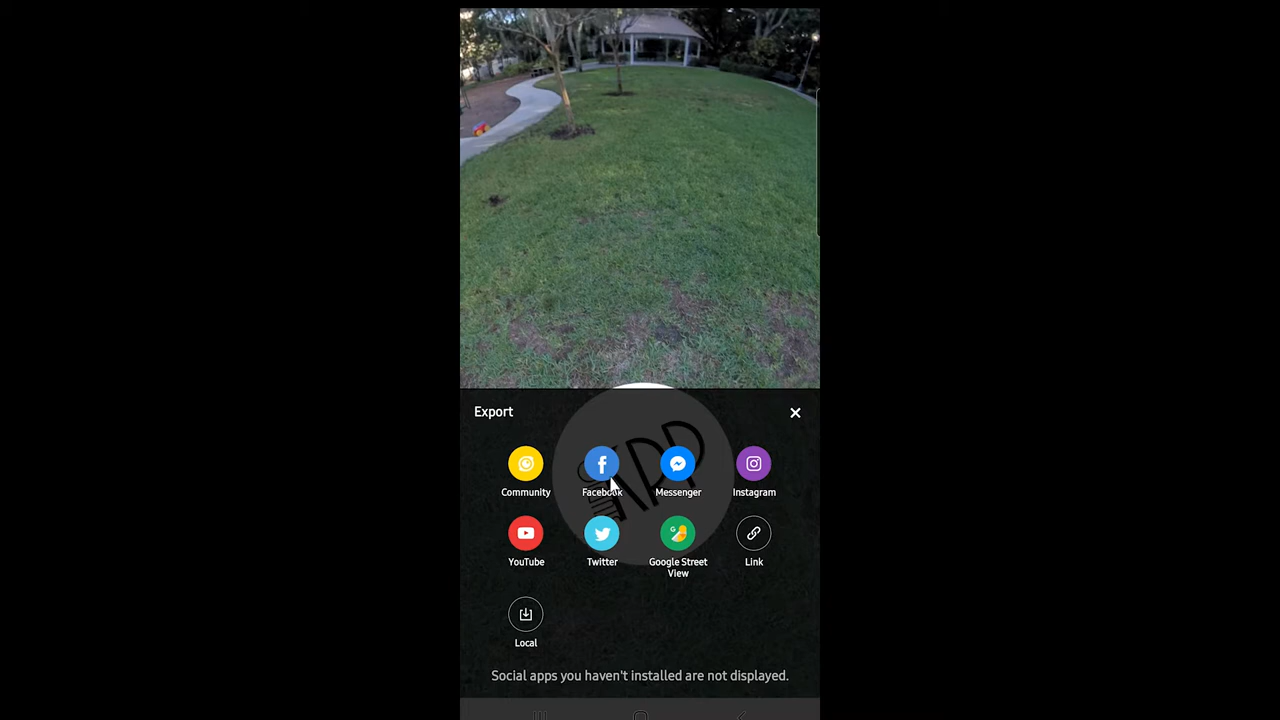 Export
Community
Facebook
Messenger
Instagram
YouTube
Twitter
Google Street
View
Link
Local
Social apps you haven't installed are not displayed.
APP